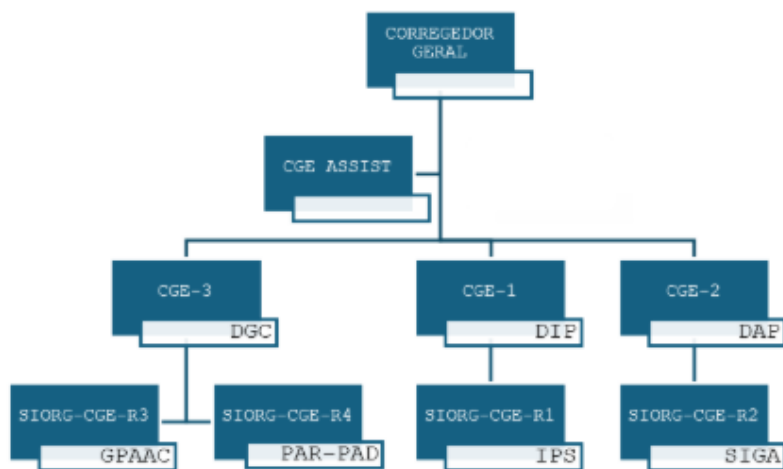 CORREGEDOR
GERAL
CGE ASSIST
CGE-3
DGC
CGE-1
DIP
CGE-2
DAP
SIORG-CGE-R3
GPAAC
SIORG-CGE-R4
PAR-PAD
SIORG-CGE-R1
IPS
SIORG-CGE-R2
SIGA